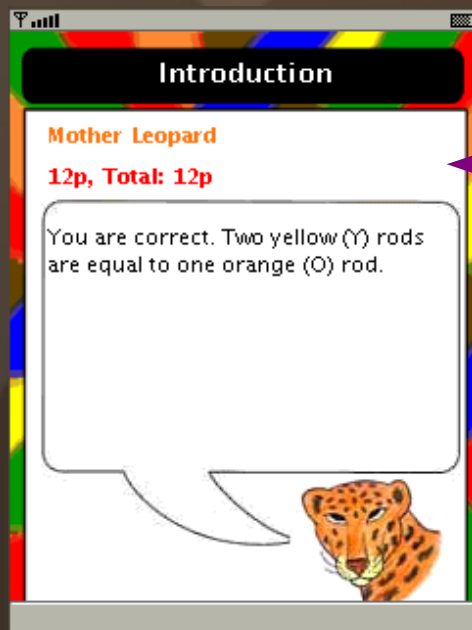 Introduction
Mother Leopard
12p, Total: 12p
You are correct. Two yellow (Y) rods
are equal to one orange (O) rod.